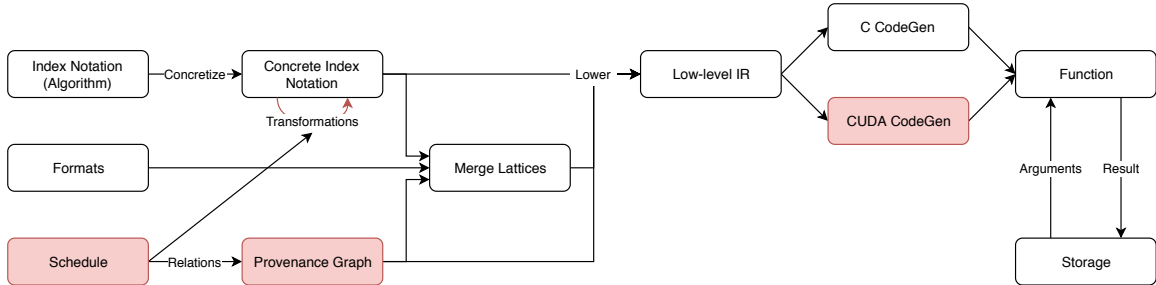 Index Notation
(Algorithm)
Concretize
Concrete Index
Notation
Transformations
Formats
Schedule
Relations
Provenance Graph
Merge Lattices
Lower
Low-level IR
C CodeGen
CUDA CodeGen
Function
Arguments
Result
Storage